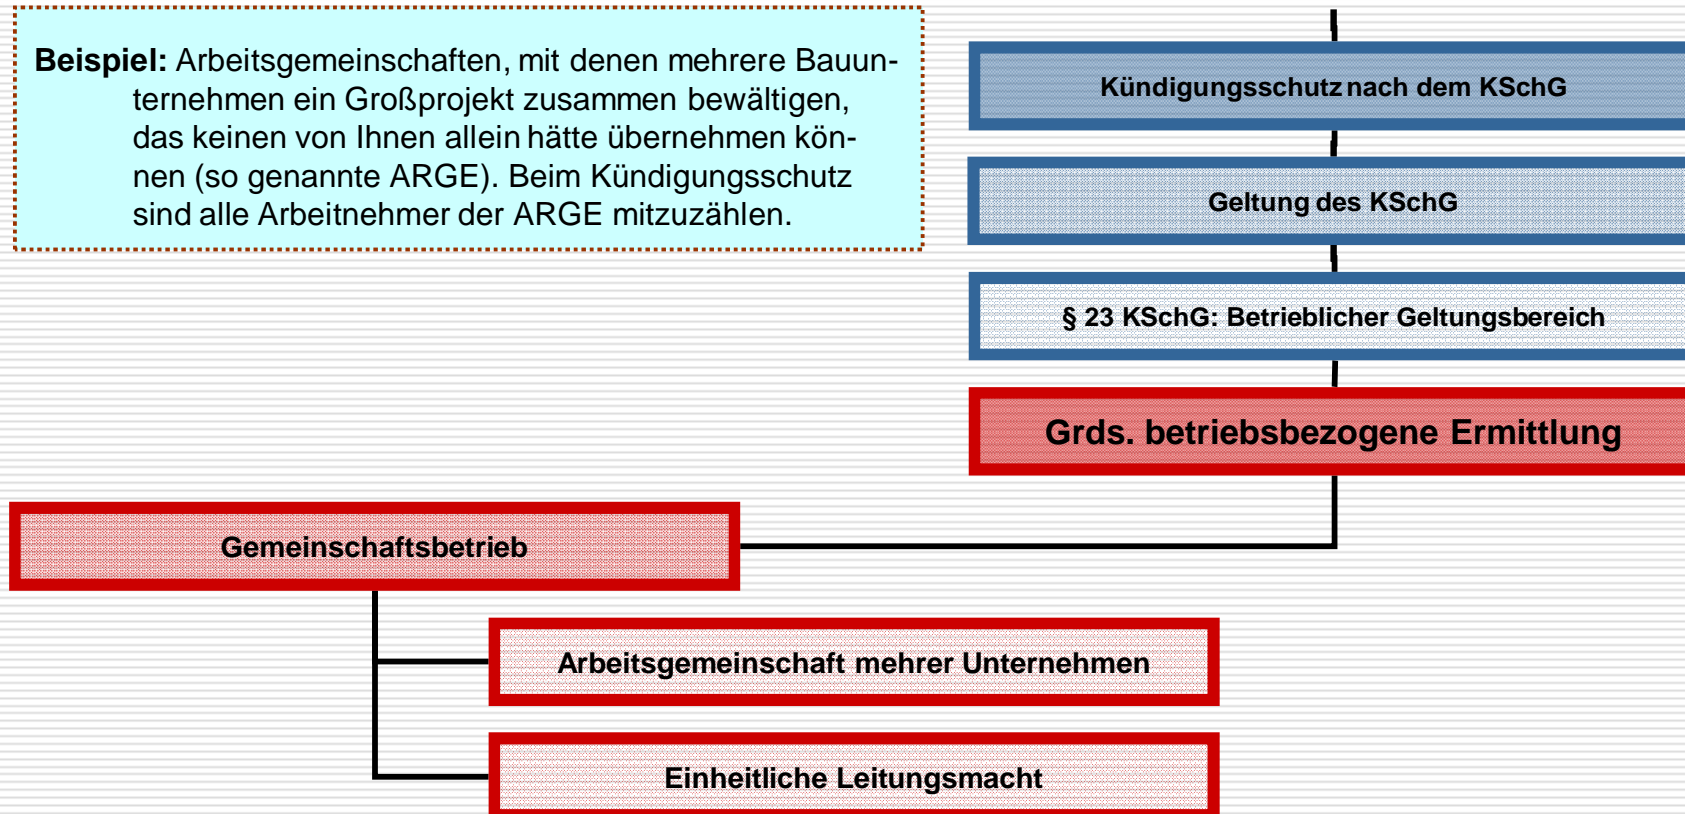 Beispiel: Arbeitsgemeinschaften, mit denen mehrere Bauun-
ternehmen ein Großprojekt zusammen bewältigen,
das keinen von Ihnen allein hätte übernehmen kön-
nen (so genannte ARGE). Beim Kündigungsschutz
sind alle Arbeitnehmer der ARGE mitzuzählen.
Kündigungsschutz nach dem KSchG
Geltung des KSchG
§ 23 KSchG: Betrieblicher Geltungsbereich
Grds. betriebsbezogene Ermittlung
Gemeinschaftsbetrieb
Arbeitsgemeinschaft mehrer Unternehmen
Einheitliche Leitungsmacht